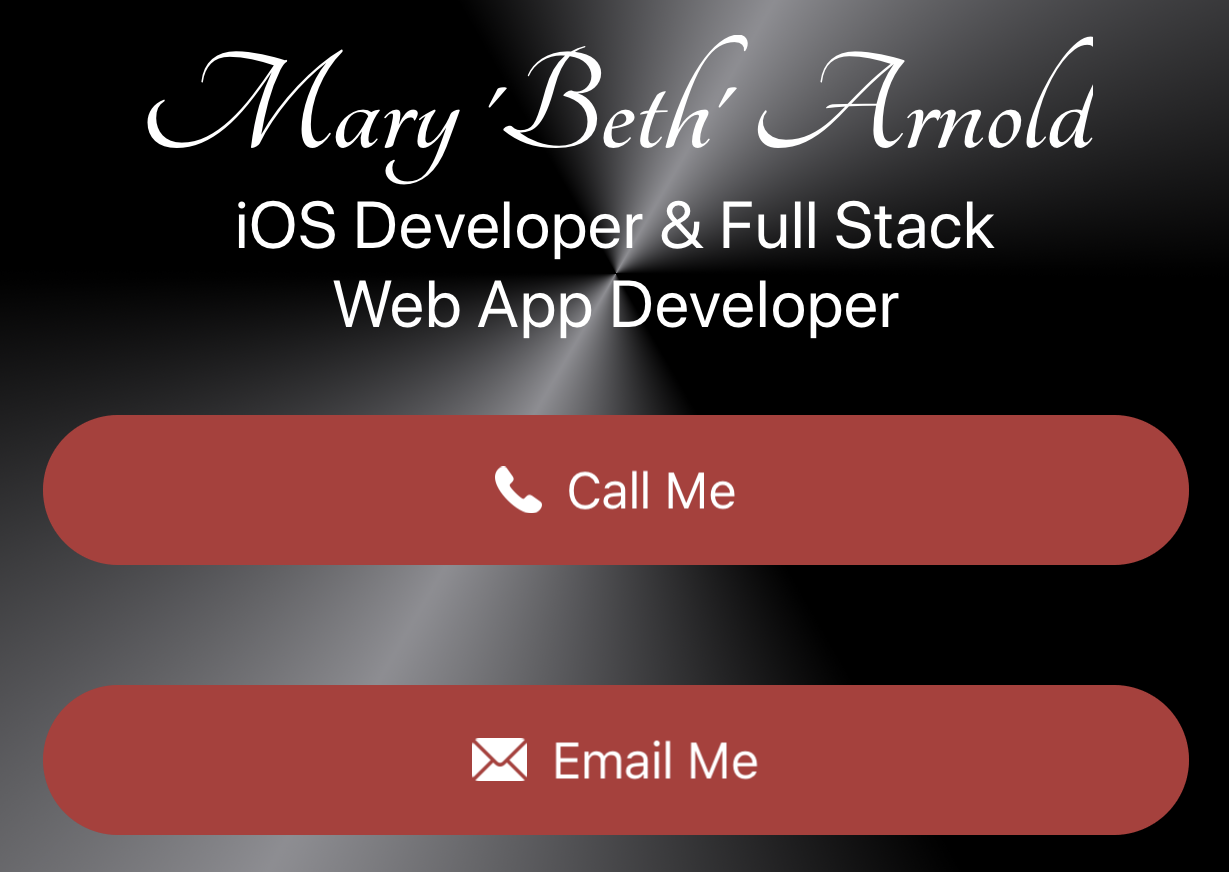 Mary 'Beth' Arnold
iOS Developer & Full Stack
Web App Developer
Call Me
Email Me